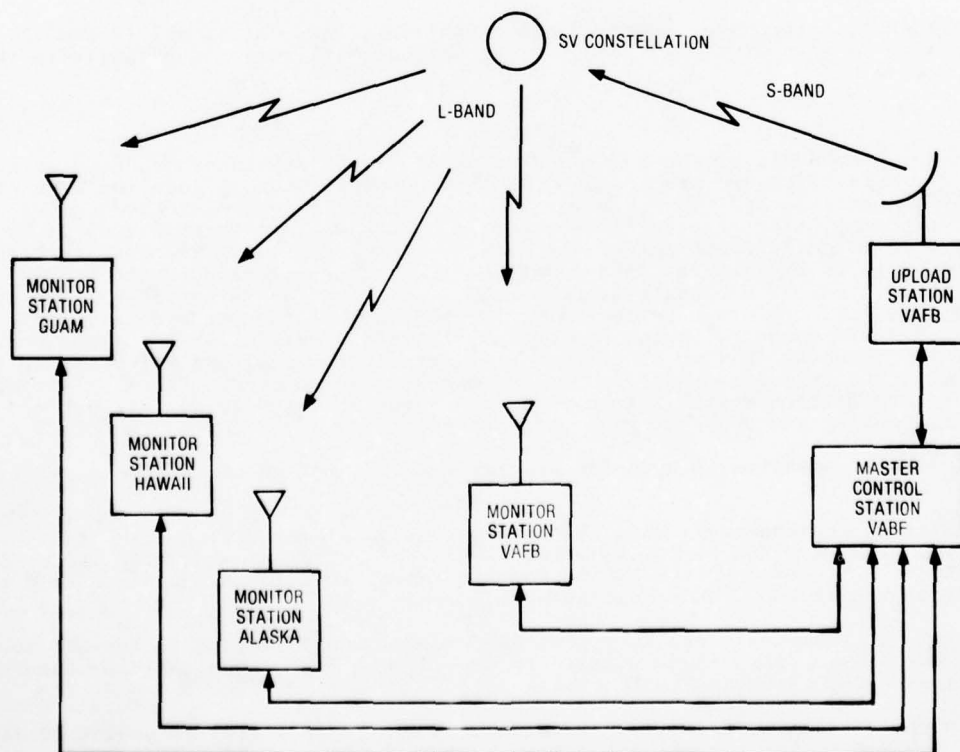 SV CONSTELLATION
S-BAND
L-BAND
MONITOR
STATION
GUAM
UPLOAD
STATION
VAFB
MONITOR
STATION
HAWAII
MASTER
CONTROL
STATION
VABF
MONITOR
STATION
VAFB
MONITOR
STATION
ALASKA